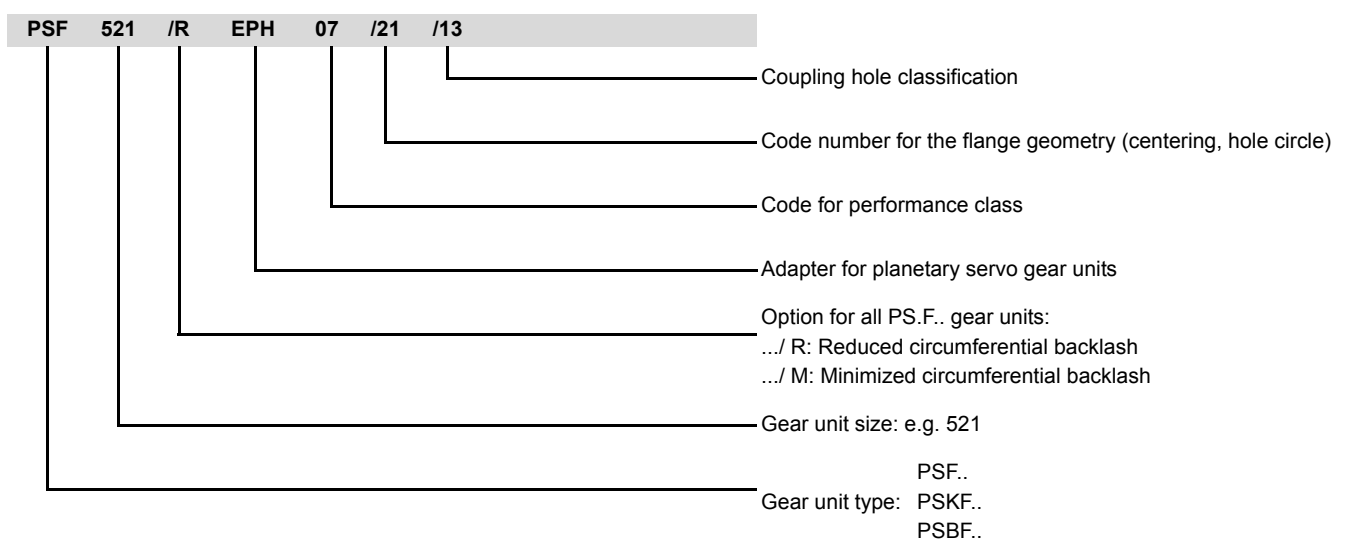 PSF 521 /R EPH 07 /21 /13
Coupling hole classification
Code number for the flange geometry (centering, hole circle)
Code for performance class
Adapter for planetary servo gear units
Option for all PS.F.. gear units:
.../ R: Reduced circumferential backlash
.../ M: Minimized circumferential backlash
Gear unit size: e.g. 521
PSF..
Gear unit type: PSKF..
PSBF..